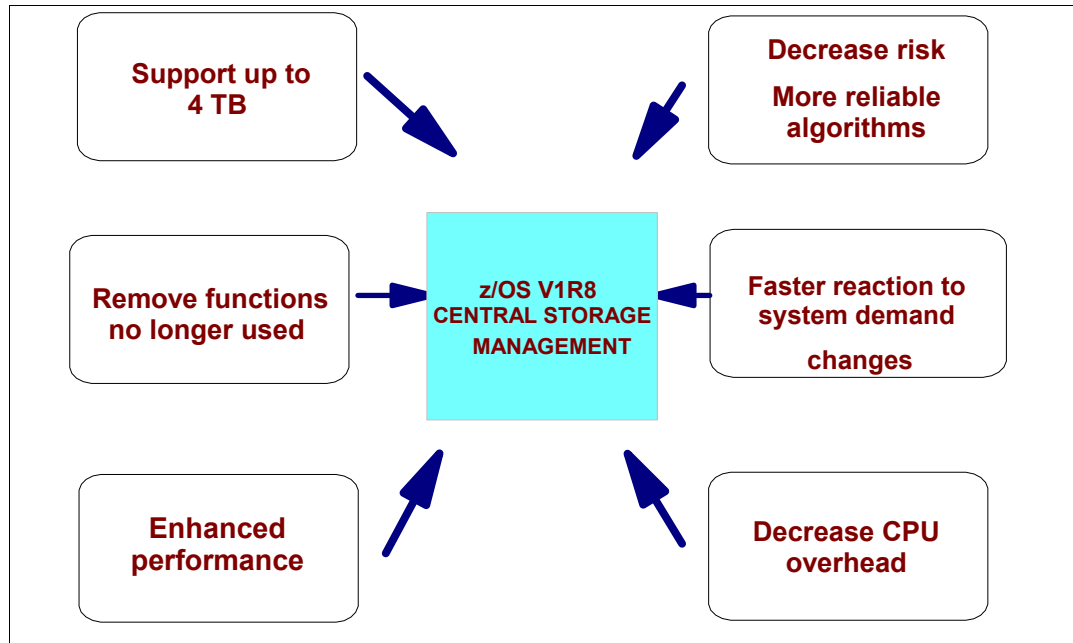 Support up to
4 TB
Decrease risk
More reliable
algorithms
Remove functions
no longer used
z/OS V1R8
CENTRAL STORAGE
MANAGEMENT
Faster reaction to
system demand
changes
Enhanced
performance
Decrease CPU
overhead